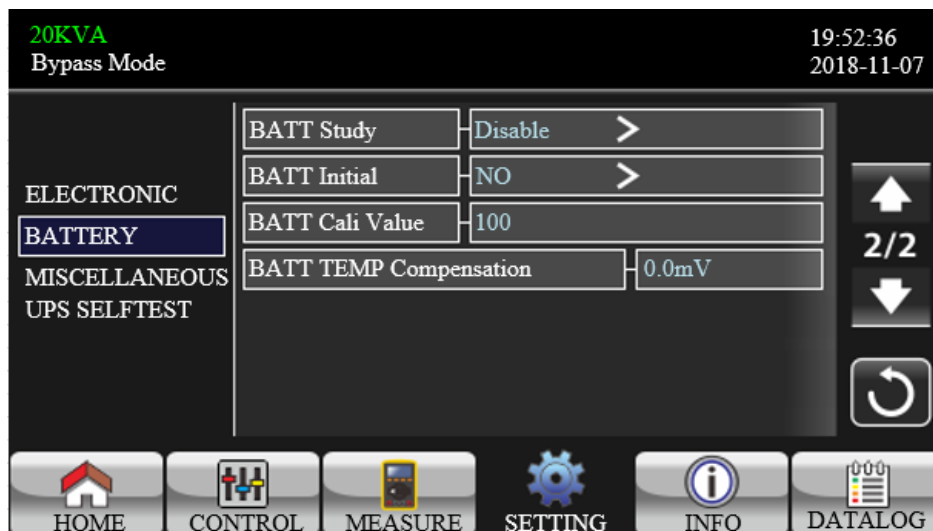 20KVA
Bypass Mode
19:52:36
2018-11-07
ELECTRONIC
BATTERY
MISCELLANEOUS
UPS SELFTEST
BATT Study Disable >
BATT Initial NO >
BATT Cali Value 100
BATT TEMP Compensation 0.0mV
2/2
HOME CONTROL MEASURE SETTING INFO DATALOG